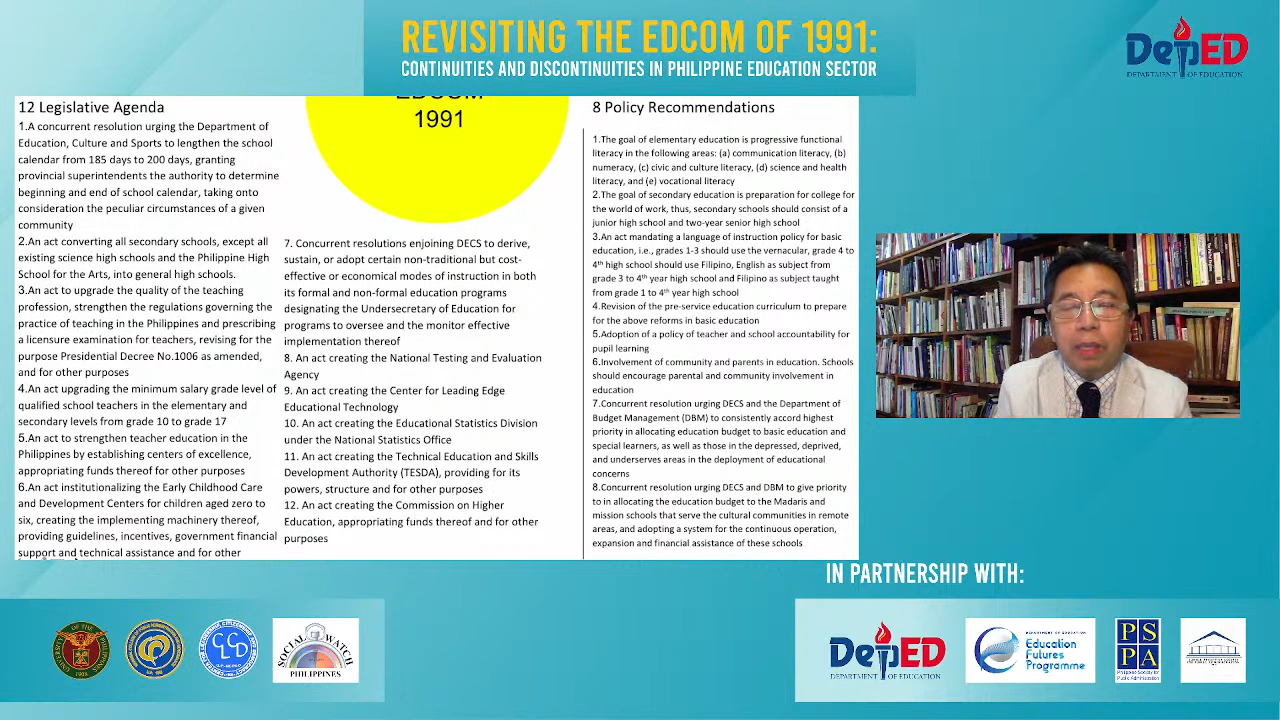 REVISITING THE EDCOM OF 1991:
CONTINUITIES AND DISCONTINUITIES IN PHILIPPINE EDUCATION SECTOR
DepED
DEPARTMENT OF EDUCATION
12 Legislative Agenda
1.A concurrent resolution urging the Department of
Education, Culture and Sports to lengthen the school
calendar from 185 days to 200 days, granting
provincial superintendents the authority to determine
beginning and end of school calendar, taking onto
consideration the peculiar circumstances of a given
community
2.An act converting all secondary schools, except all
existing science high schools and the Philippine High
School for the Arts, into general high schools.
3.An act to upgrade the quality of the teaching
profession, strengthen the regulations governing the
practice of teaching in the Philippines and prescribing
a licensure examination for teachers, revising for the
purpose Presidential Decree No.1006 as amended,
and for other purposes
4.An act upgrading the minimum salary grade level of
qualified school teachers in the elementary and
secondary levels from grade 10 to grade 17
5.An act to strengthen teacher education in the
Philippines by establishing centers of excellence,
appropriating funds thereof for other purposes
6.An act institutionalizing the Early Childhood Care
and Development Centers for children aged zero to
six, creating the implementing machinery thereof,
providing guidelines, incentives, government financial
support and technical assistance and for other
EDCOM
1991
7. Concurrent resolutions enjoining DECS to derive,
sustain, or adopt certain non-traditional but cost-
effective or economical modes of instruction in both
its formal and non-formal education programs
designating the Undersecretary of Education for
programs to oversee and the monitor effective
implementation thereof
8. An act creating the National Testing and Evaluation
Agency
9. An act creating the Center for Leading Edge
Educational Technology
10. An act creating the Educational Statistics Division
under the National Statistics Office
11. An act creating the Technical Education and Skills
Development Authority (TESDA), providing for its
powers, structure and for other purposes
12. An act creating the Commission on Higher
Education, appropriating funds thereof and for other
purposes
8 Policy Recommendations
1.The goal of elementary education is progressive functional
literacy in the following areas: (a) communication literacy, (b)
numeracy, (c) civic and culture literacy, (d) science and health
literacy, and (e) vocational literacy
2.The goal of secondary education is preparation for college for
the world of work, thus, secondary schools should consist of a
junior high school and two-year senior high school
3.An act mandating a language of instruction policy for basic
education, i.e., grades 1-3 should use the vernacular, grade 4 to
4th high school should use Filipino, English as subject from
grade 3 to 4th year high school and Filipino as subject taught
from grade 1 to 4th year high school
4.Revision of the pre-service education curriculum to prepare
for the above reforms in basic education
5.Adoption of a policy of teacher and school accountability for
pupil learning
6.Involvement of community and parents in education. Schools
should encourage parental and community involvement in
education
7.Concurrent resolution urging DECS and the Department of
Budget Management (DBM) to consistently accord highest
priority in allocating education budget to basic education and
special learners, as well as those in the depressed, deprived,
and underserves areas in the deployment of educational
concerns
8.Concurrent resolution urging DECS and DBM to give priority
to in allocating the education budget to the Madaris and
mission schools that serve the cultural communities in remote
areas, and adopting a system for the continuous operation,
expansion and financial assistance of these schools
IN PARTNERSHIP WITH:
SOCIAL WATCH
PHILIPPINES
DepED
DEPARTMENT OF EDUCATION
DEPARTMENT OF EDUCATION
Education
Futures
Programme
PS
PA
Philippine Society for
Public Administration